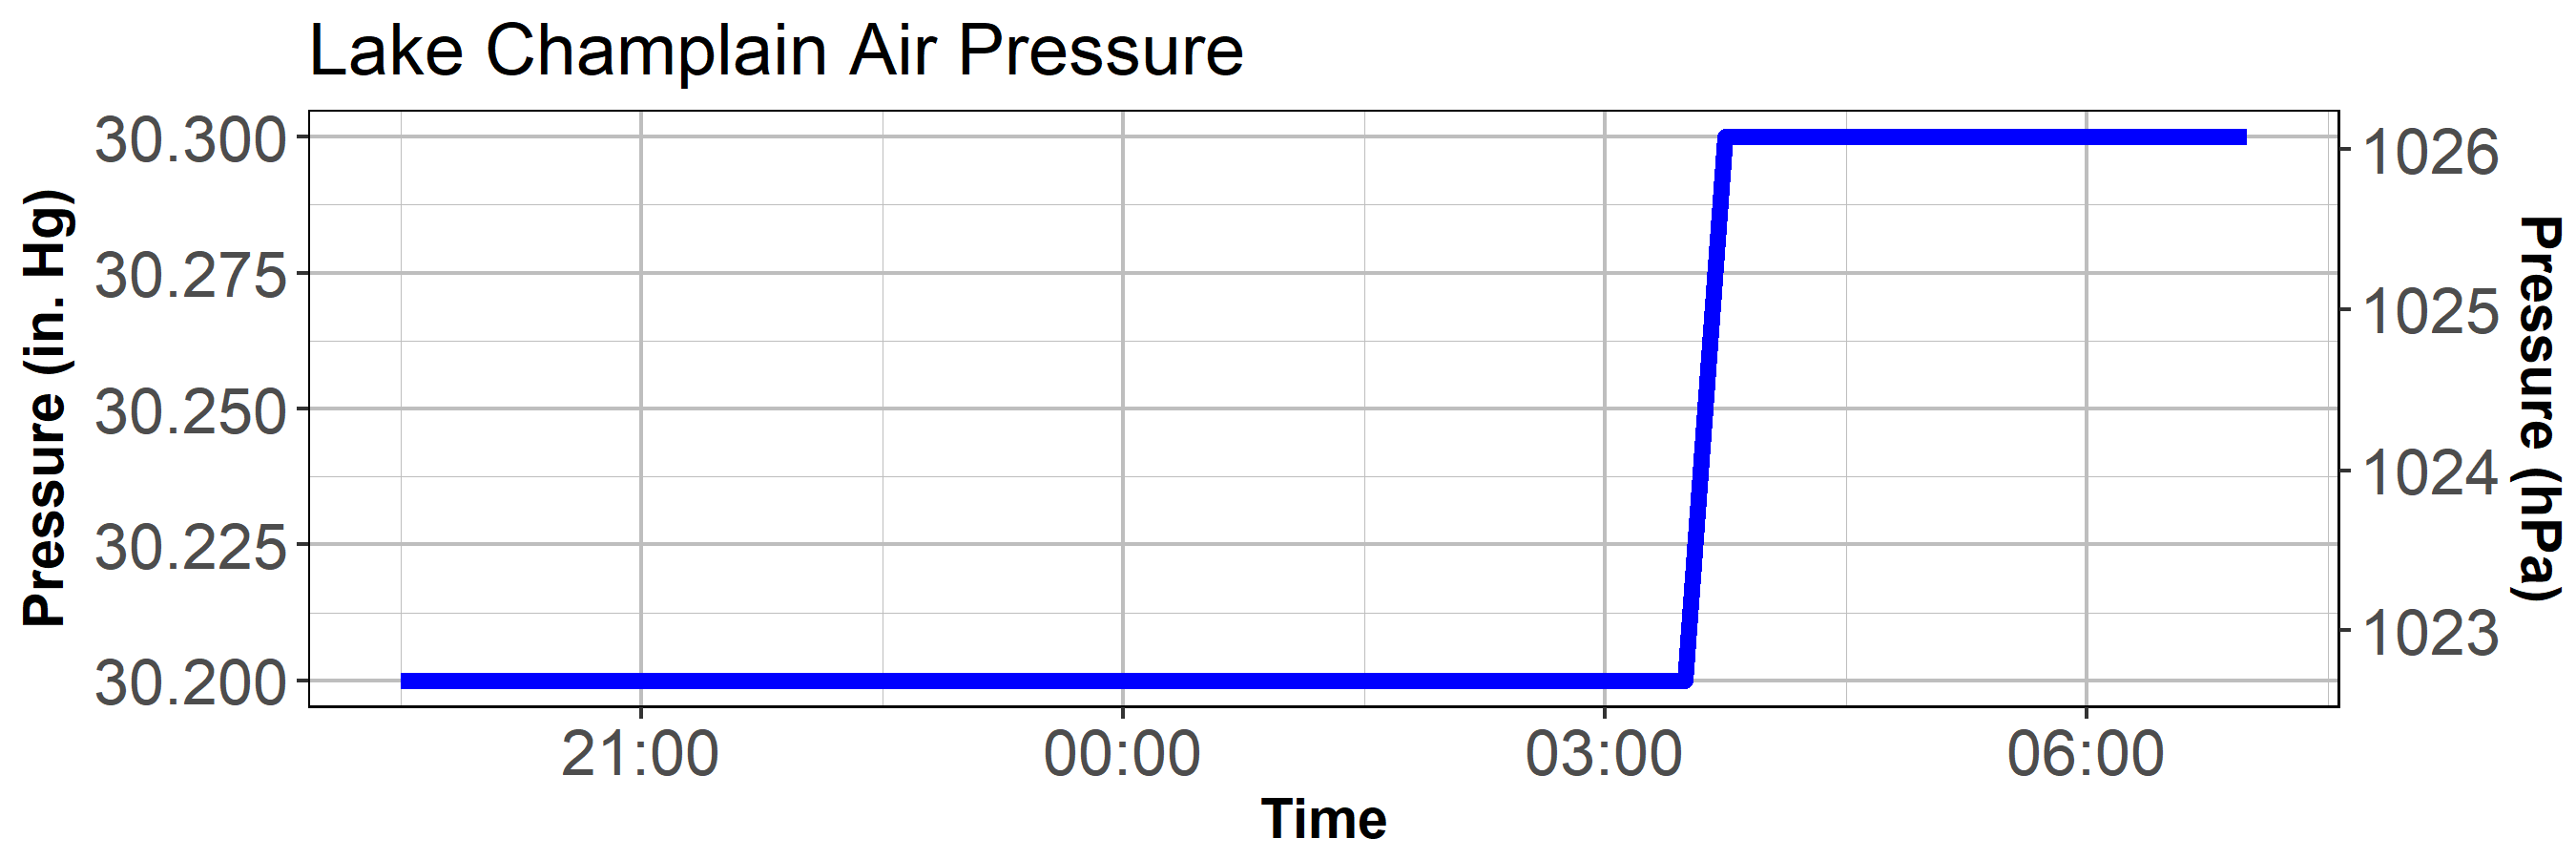 Lake Champlain Air Pressure
Pressure (in. Hg)
30.300
30.275
30.250
30.225
30.200
1026
1025
1024
1023
Pressure (hPa)
21:00 00:00 03:00 06:00
Time